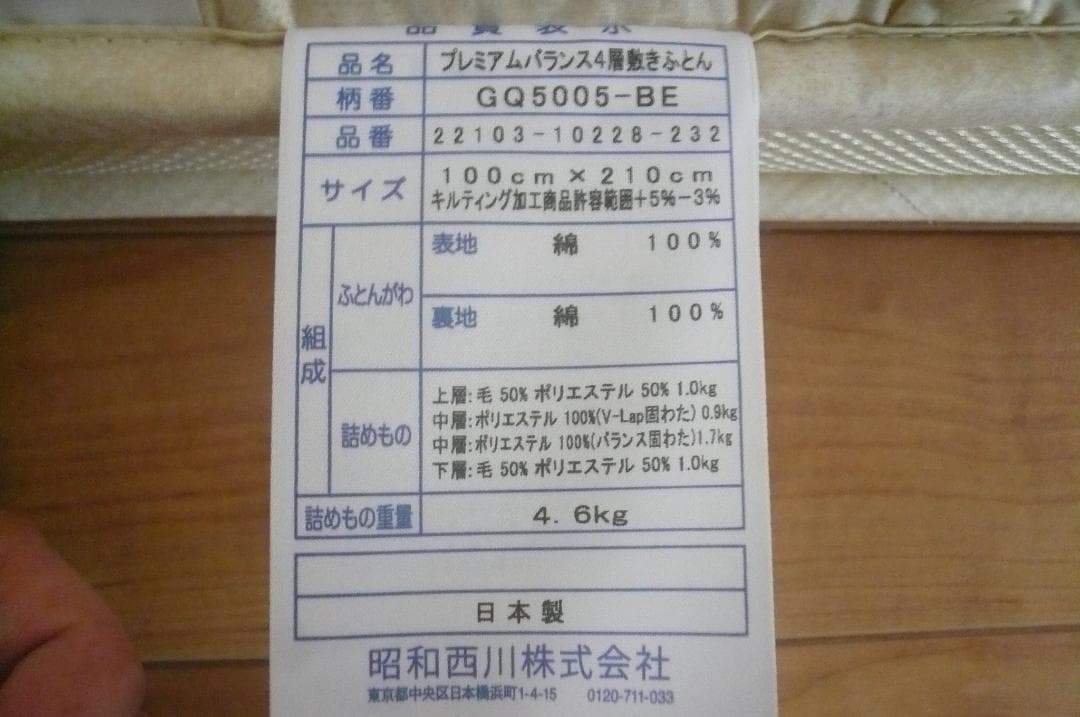 品質表示
品名 プレミアムバランス4層敷きふとん
柄番 GQ5005-BE
品番 22103-10228-232
サイズ 100cm×210cm
キルティング加工商品許容範囲+5%-3%
組成
ふとんがわ
表地 綿 100%
裏地 綿 100%
詰めもの
上層:毛 50% ポリエステル 50% 1.0kg
中層:ポリエステル 100%(V-Lap固わた) 0.9kg
中層:ポリエステル 100%(バランス固わた)1.7kg
下層:毛 50% ポリエステル 50% 1.0kg
詰めもの重量 4.6kg
日本製
昭和西川株式会社
東京都中央区日本橋浜町1-4-15 0120-711-033